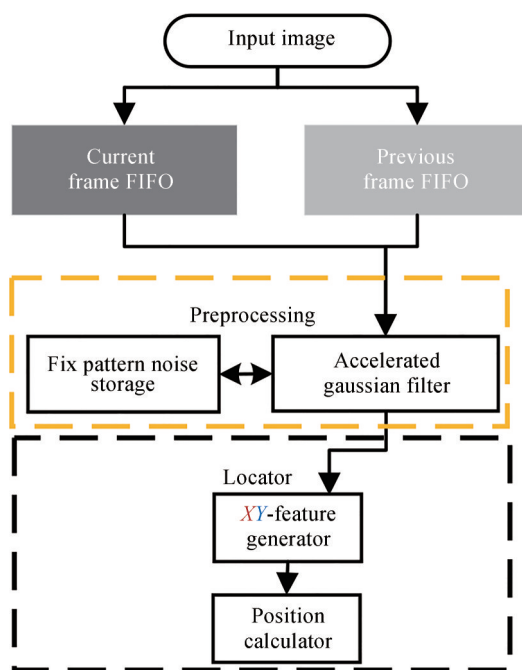 Input image
Current
frame FIFO
Previous
frame FIFO
Preprocessing
Fix pattern noise
storage
Accelerated
gaussian filter
Locator
XY-feature
generator
Position
calculator